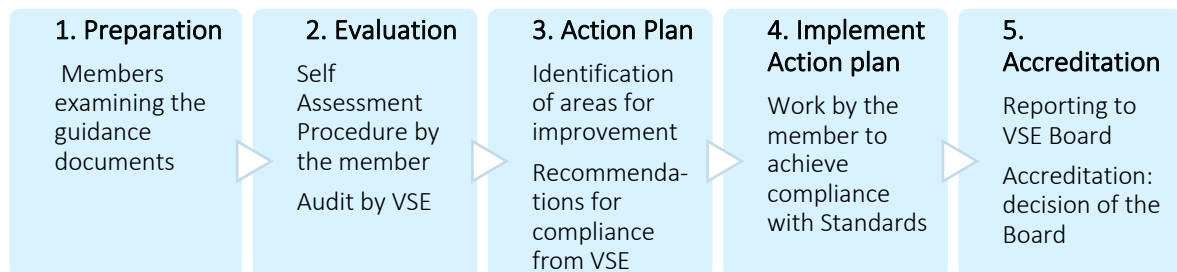 1. Preparation
Members
examining the
guidance
documents
2. Evaluation
Self
Assessment
Procedure by
the member
Audit by VSE
3. Action Plan
Identification
of areas for
improvement
Recommenda-
tions for
compliance
from VSE
4. Implement
Action plan
Work by the
member to
achieve
compliance
with Standards
5.
Accreditation
Reporting to
VSE Board
Accreditation:
decision of the
Board